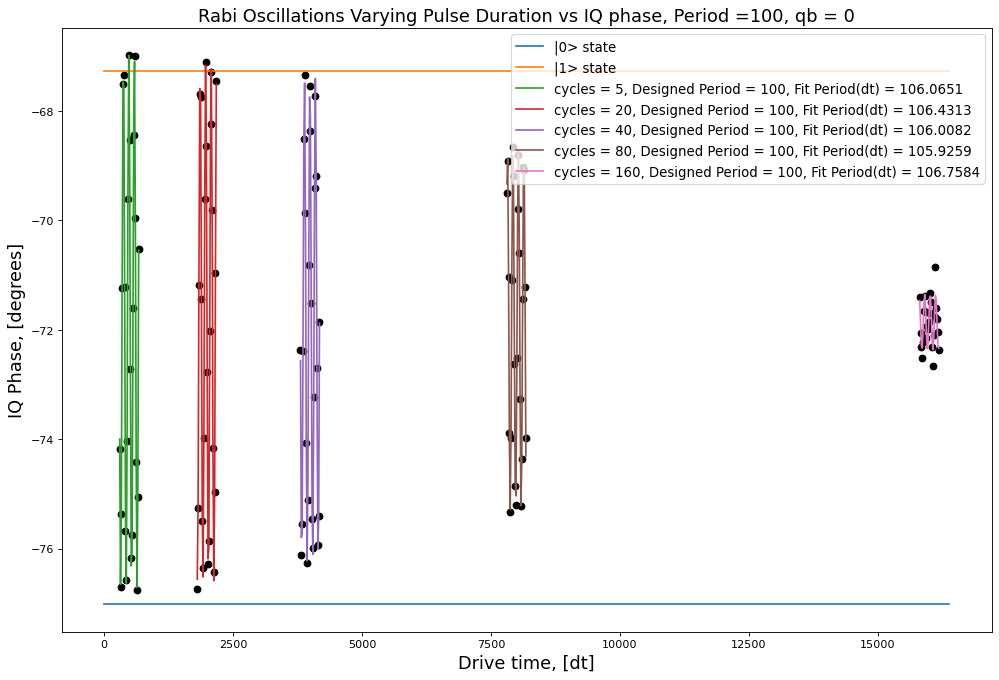 Rabi Oscillations Varying Pulse Duration vs IQ phase, Period =100, qb = 0
|0> state
|1> state
cycles = 5, Designed Period = 100, Fit Period(dt) = 106.0651
cycles = 20, Designed Period = 100, Fit Period(dt) = 106.4313
cycles = 40, Designed Period = 100, Fit Period(dt) = 106.0082
cycles = 80, Designed Period = 100, Fit Period(dt) = 105.9259
cycles = 160, Designed Period = 100, Fit Period(dt) = 106.7584
IQ Phase, [degrees]
−68
−70
−72
−74
−76
0 2500 5000 7500 10000 12500 15000
Drive time, [dt]